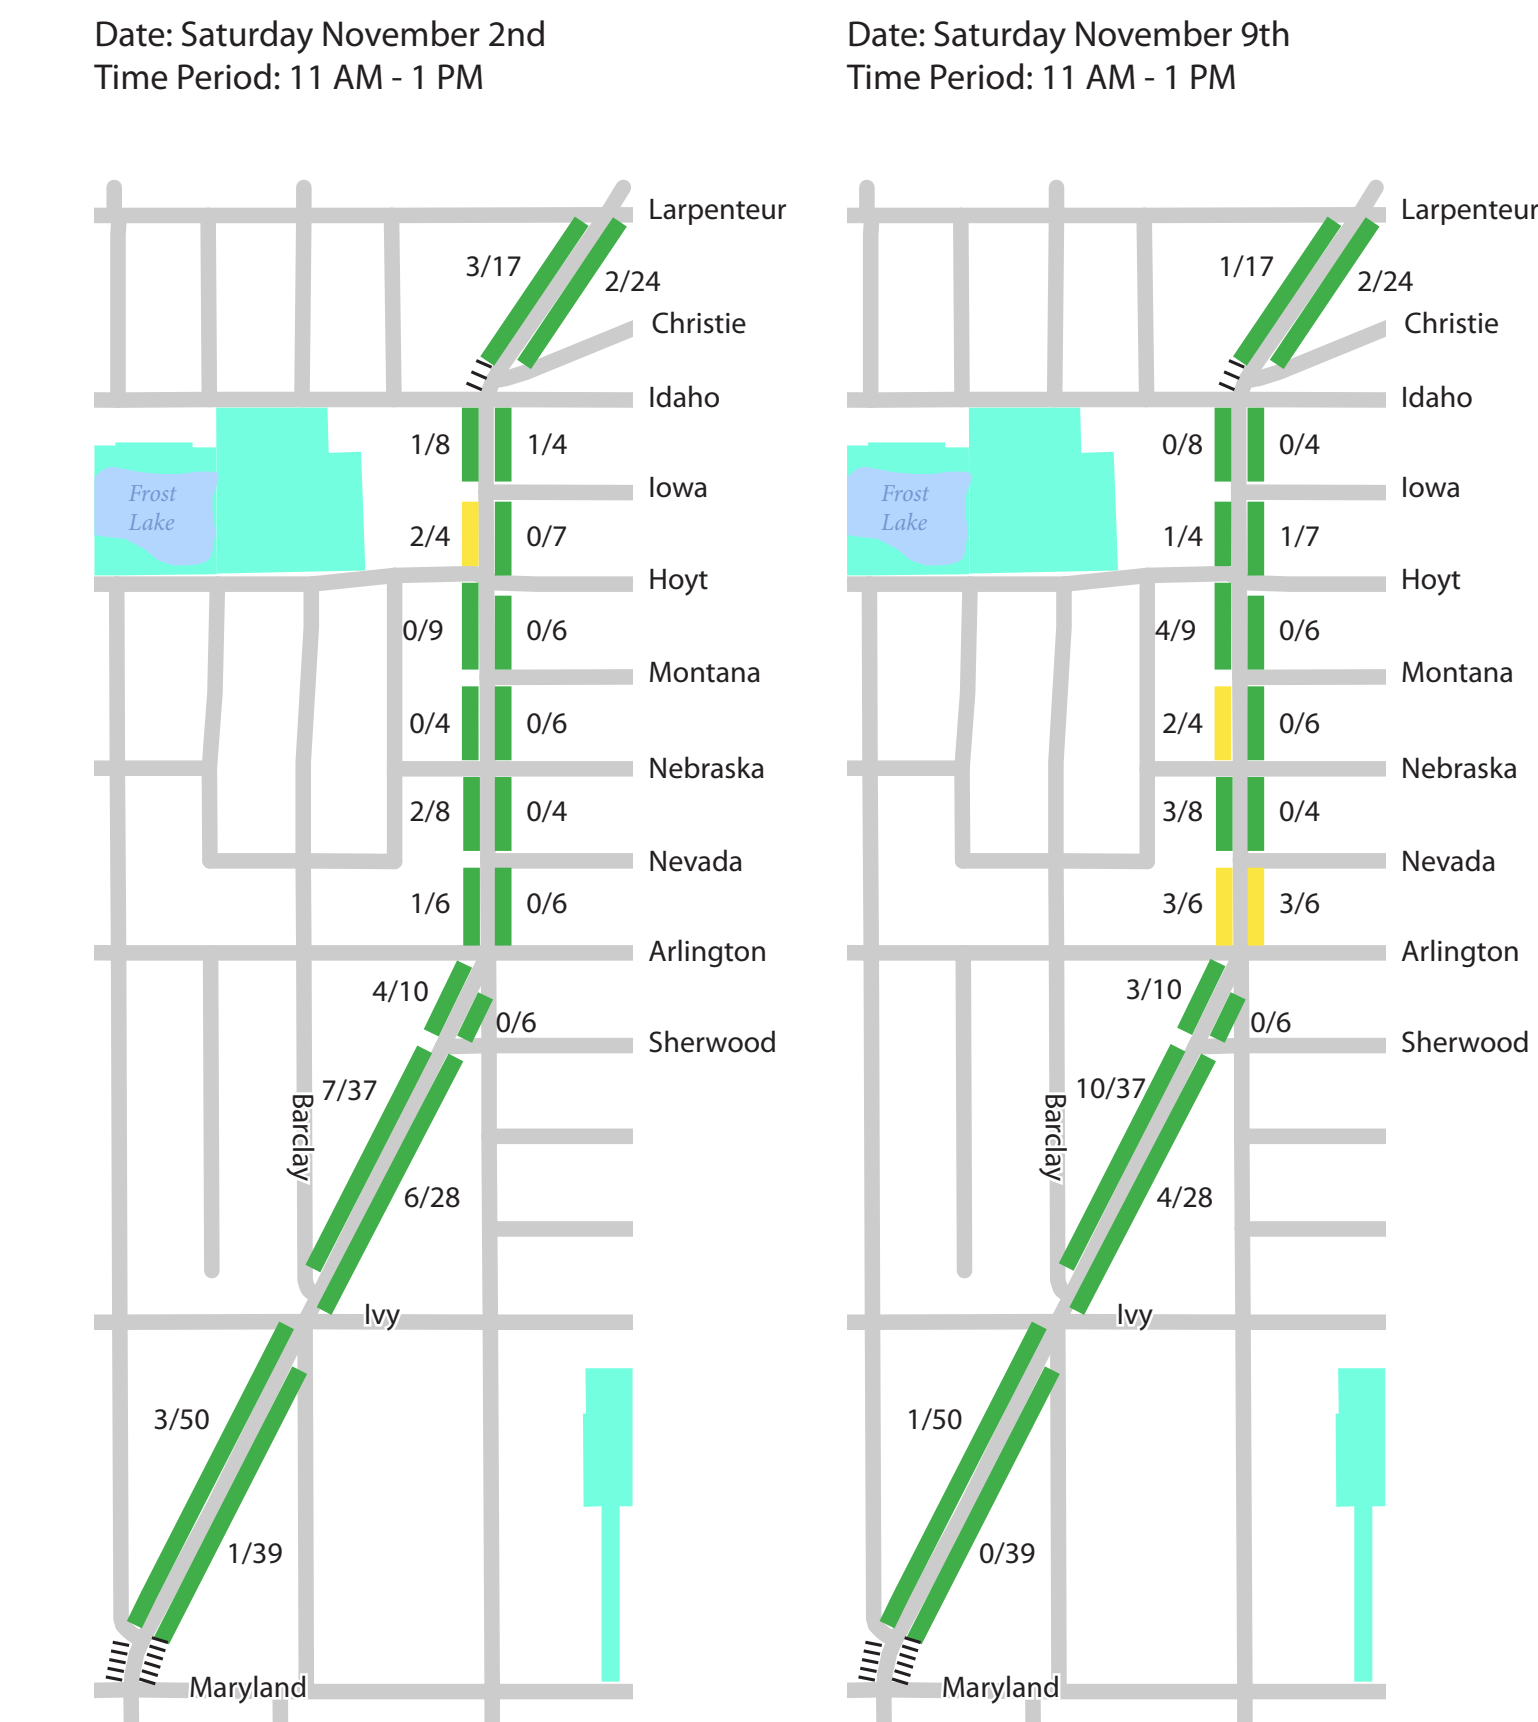 Date: Saturday November 2nd
Time Period: 11 AM - 1 PM
Larpenteur
3/17
2/24
Christie
Idaho
1/8
1/4
Iowa
Frost
Lake
2/4
0/7
Hoyt
0/9
0/6
Montana
0/4
0/6
Nebraska
2/8
0/4
Nevada
1/6
0/6
Arlington
4/10
0/6
Sherwood
7/37
Barclay
6/28
Ivy
3/50
1/39
Maryland
Date: Saturday November 9th
Time Period: 11 AM - 1 PM
Larpenteur
1/17
2/24
Christie
Idaho
0/8
0/4
Iowa
Frost
Lake
1/4
1/7
Hoyt
4/9
0/6
Montana
2/4
0/6
Nebraska
3/8
0/4
Nevada
3/6
3/6
Arlington
3/10
0/6
Sherwood
10/37
Barclay
4/28
Ivy
1/50
0/39
Maryland